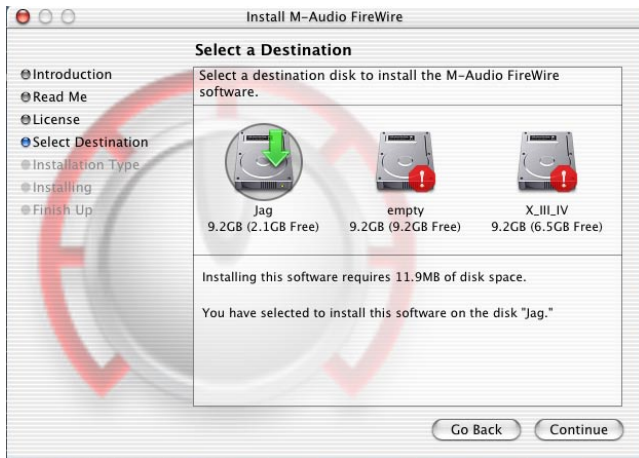 Install M-Audio FireWire
Select a Destination
Introduction
Read Me
License
Select Destination
Installation Type
Installing
Finish Up
Select a destination disk to install the M-Audio FireWire
software.
Jag
9.2GB (2.1GB Free)
empty
9.2GB (9.2GB Free)
X_III_IV
9.2GB (6.5GB Free)
Installing this software requires 11.9MB of disk space.
You have selected to install this software on the disk "Jag."
Go Back
Continue